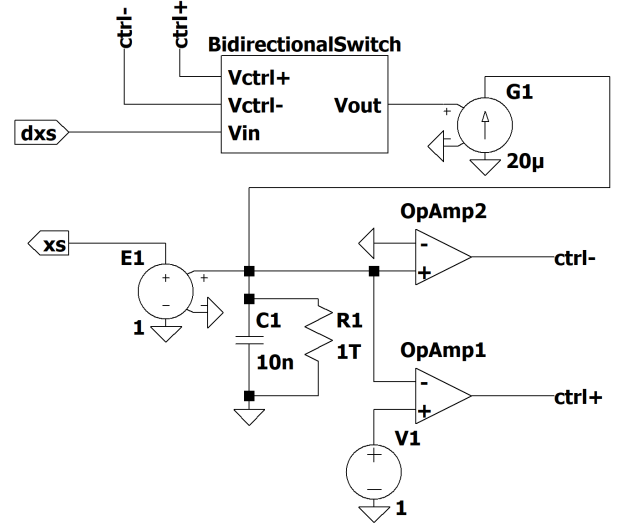 ctrl-
ctrl+
BidirectionalSwitch
Vctrl+
Vctrl-
Vin
Vout
dxs
G1
+
-
20µ
xs
E1
+
-
+
-
1
C1
10n
R1
1T
OpAmp2
-
+
ctrl-
OpAmp1
-
+
ctrl+
V1
+
-
1